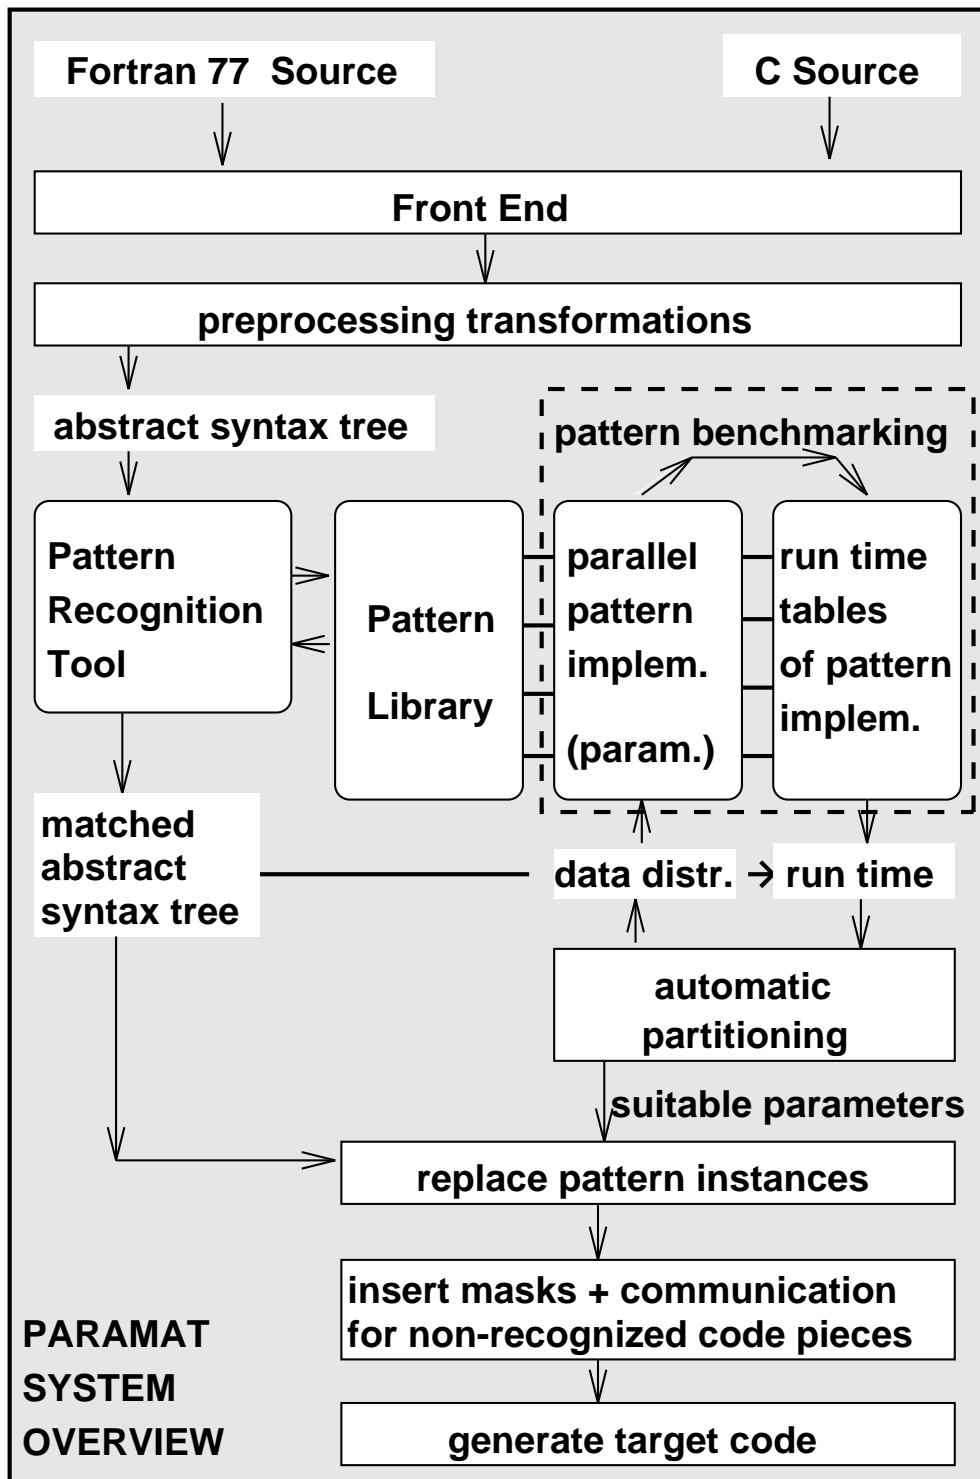 Fortran 77 Source
C Source
Front End
preprocessing transformations
abstract syntax tree
pattern benchmarking
Pattern
Recognition
Tool
Pattern
Library
parallel
pattern
implem.
(param.)
run time
tables
of pattern
implem.
matched
abstract
syntax tree
data distr.
run time
automatic
partitioning
suitable parameters
replace pattern instances
insert masks + communication
for non-recognized code pieces
generate target code
PARAMAT
SYSTEM
OVERVIEW